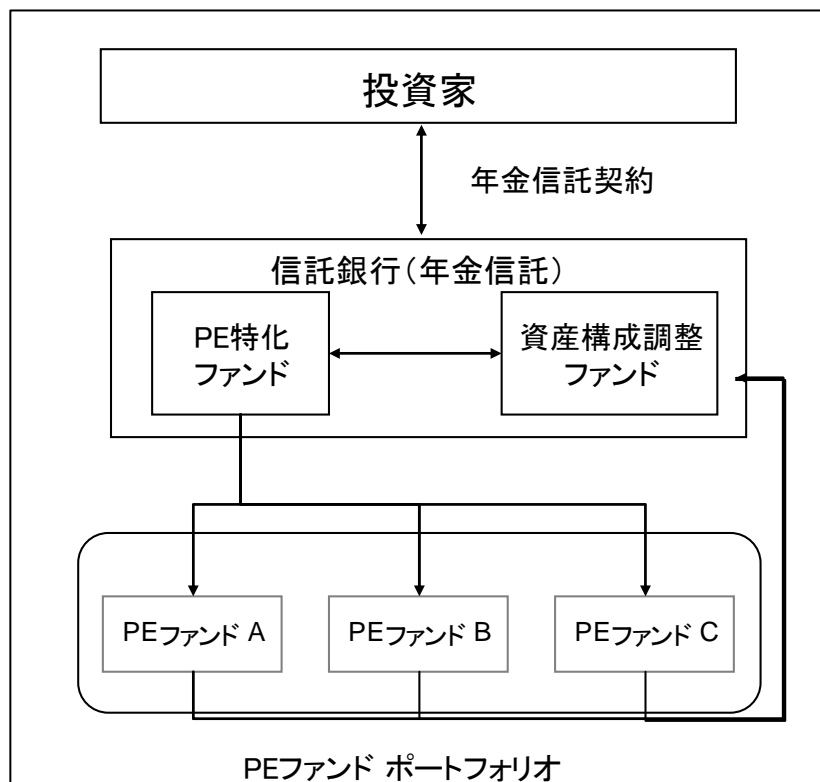 投資家
年金信託契約
信託銀行(年金信託)
PE特化
ファンド
資産構成調整
ファンド
PEファンド A
PEファンド B
PEファンド C
PEファンド ポートフォリオ